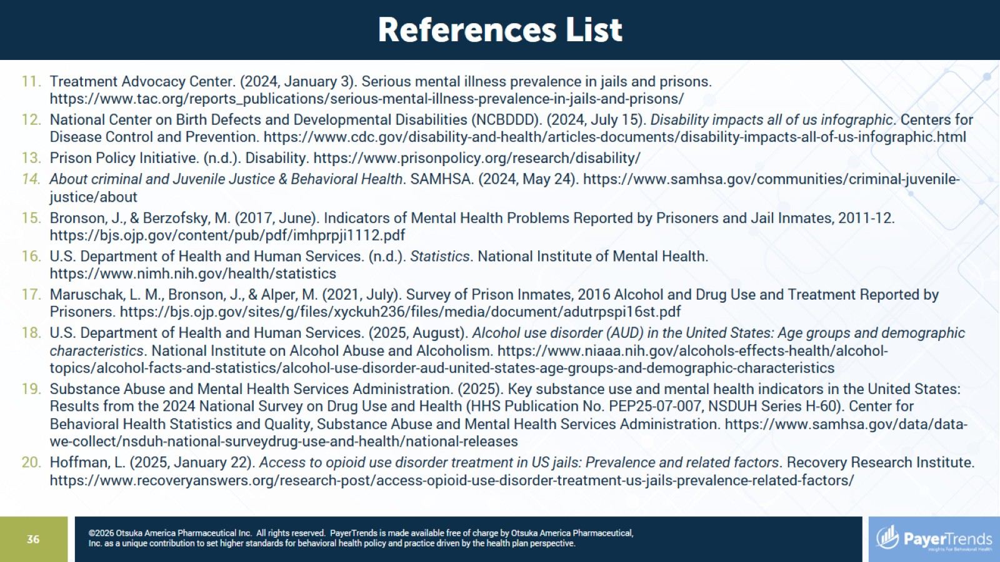 References List
11. Treatment Advocacy Center. (2024, January 3). Serious mental illness prevalence in jails and prisons.
https://www.tac.org/reports_publications/serious-mental-illness-prevalence-in-jails-and-prisons/
12. National Center on Birth Defects and Developmental Disabilities (NCBDDD). (2024, July 15). Disability impacts all of us infographic. Centers for
Disease Control and Prevention. https://www.cdc.gov/disability-and-health/articles-documents/disability-impacts-all-of-us-infographic.html
13. Prison Policy Initiative. (n.d.). Disability. https://www.prisonpolicy.org/research/disability/
14. About criminal and Juvenile Justice & Behavioral Health. SAMHSA. (2024, May 24). https://www.samhsa.gov/communities/criminal-juvenile-
justice/about
15. Bronson, J., & Berzofsky, M. (2017, June). Indicators of Mental Health Problems Reported by Prisoners and Jail Inmates, 2011-12.
https://bjs.ojp.gov/content/pub/pdf/imhprpji1112.pdf
16. U.S. Department of Health and Human Services. (n.d.). Statistics. National Institute of Mental Health.
https://www.nimh.nih.gov/health/statistics
17. Maruschak, L. M., Bronson, J., & Alper, M. (2021, July). Survey of Prison Inmates, 2016 Alcohol and Drug Use and Treatment Reported by
Prisoners. https://bjs.ojp.gov/sites/g/files/xyckuh236/files/media/document/adutrpspi16st.pdf
18. U.S. Department of Health and Human Services. (2025, August). Alcohol use disorder (AUD) in the United States: Age groups and demographic
characteristics. National Institute on Alcohol Abuse and Alcoholism. https://www.niaaa.nih.gov/alcohols-effects-health/alcohol-
topics/alcohol-facts-and-statistics/alcohol-use-disorder-aud-united-states-age-groups-and-demographic-characteristics
19. Substance Abuse and Mental Health Services Administration. (2025). Key substance use and mental health indicators in the United States:
Results from the 2024 National Survey on Drug Use and Health (HHS Publication No. PEP25-07-007, NSDUH Series H-60). Center for
Behavioral Health Statistics and Quality, Substance Abuse and Mental Health Services Administration. https://www.samhsa.gov/data/data-
we-collect/nsduh-national-surveydrug-use-and-health/national-releases
20. Hoffman, L. (2025, January 22). Access to opioid use disorder treatment in US jails: Prevalence and related factors. Recovery Research Institute.
https://www.recoveryanswers.org/research-post/access-opioid-use-disorder-treatment-us-jails-prevalence-related-factors/
36
©2026 Otsuka America Pharmaceutical Inc. All rights reserved. PayerTrends is made available free of charge by Otsuka America Pharmaceutical,
Inc. as a unique contribution to set higher standards for behavioral health policy and practice driven by the health plan perspective.
PayerTrends
Insights For Behavioral Health